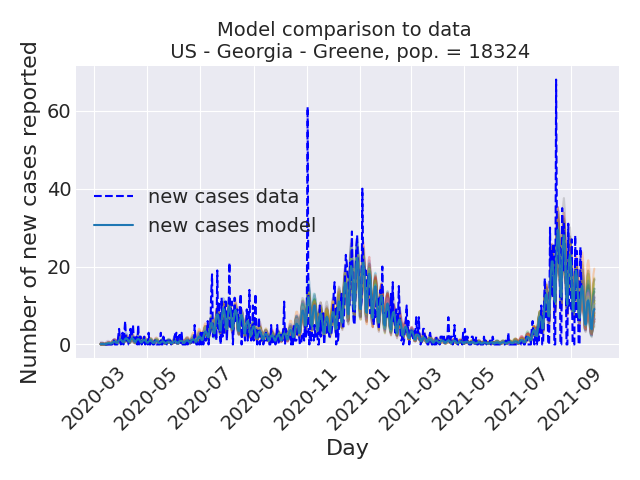 Model comparison to data
US - Georgia - Greene, pop. = 18324
Number of new cases reported
60
40
20
0
new cases data
new cases model
2020-03
2020-05
2020-07
2020-09
2020-11
2021-01
2021-03
2021-05
2021-07
2021-09
Day